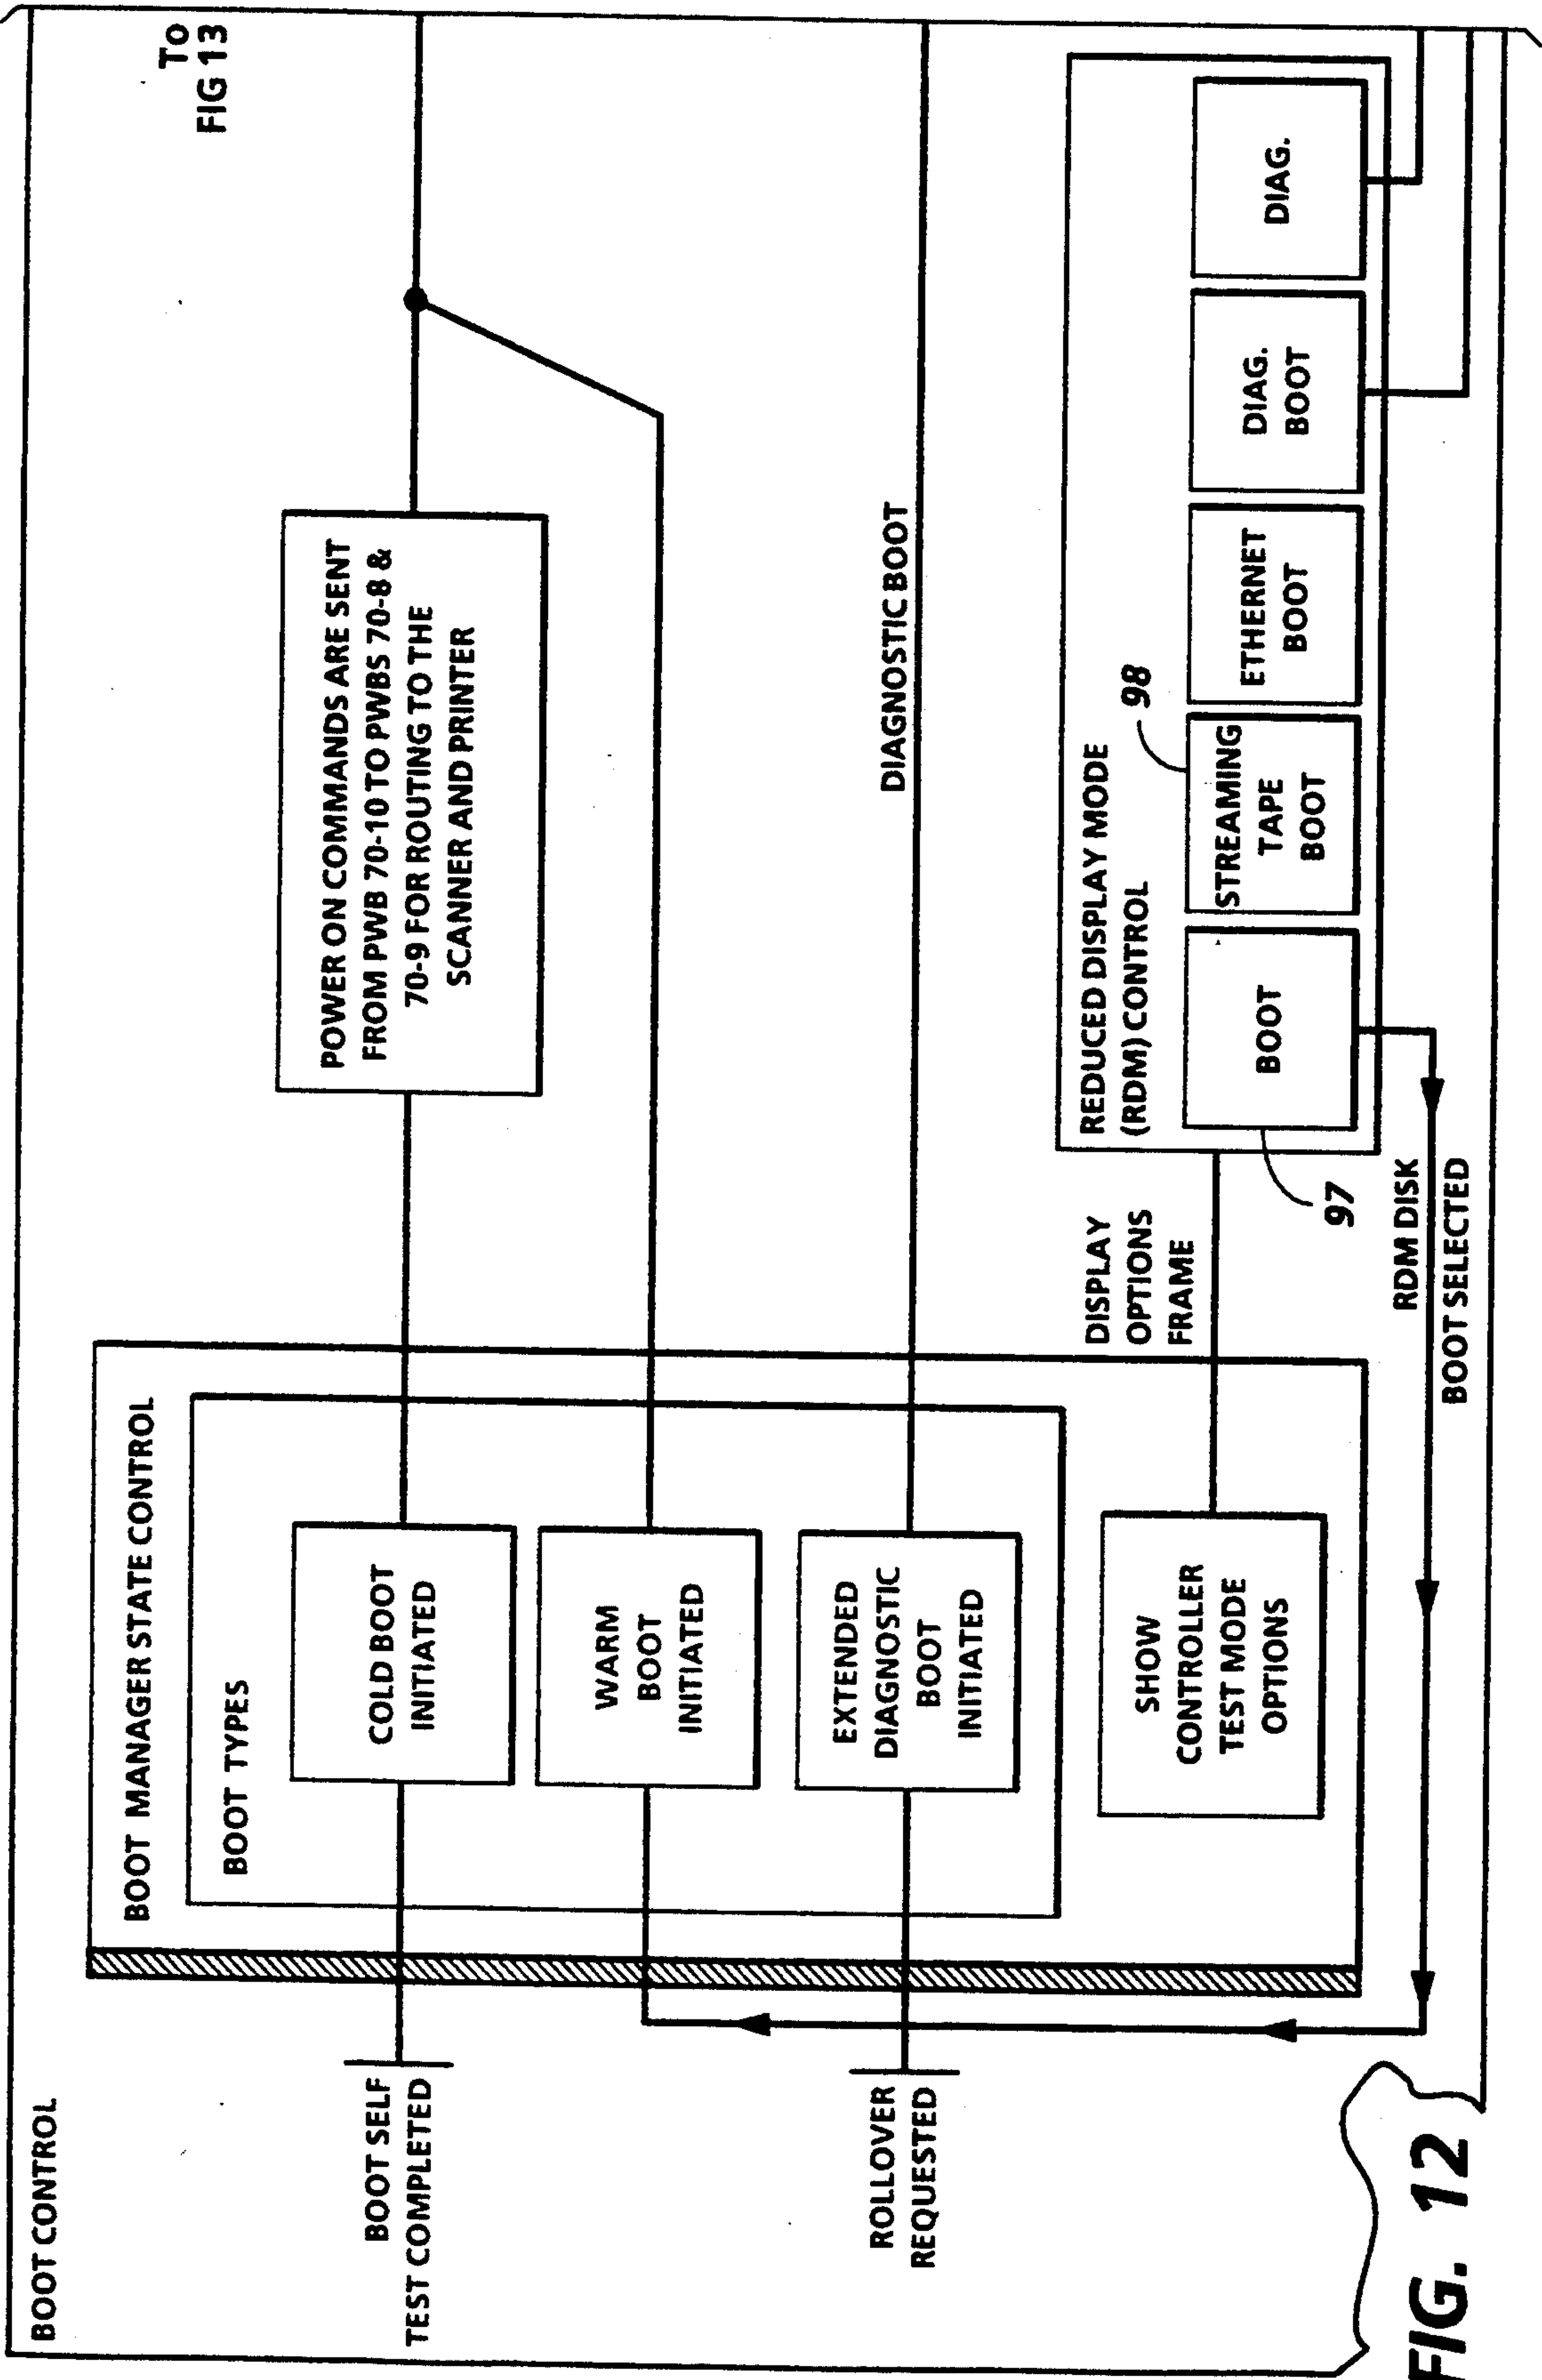 BOOT CONTROL
To
FIG 13
BOOT SELF
TEST COMPLETED
ROLLOVER
REQUESTED
BOOT MANAGER STATE CONTROL
BOOT TYPES
COLD BOOT
INITIATED
WARM
BOOT
INITIATED
EXTENDED
DIAGNOSTIC
BOOT
INITIATED
SHOW
CONTROLLER
TEST MODE
OPTIONS
POWER ON COMMANDS ARE SENT
FROM PWB 70-10 TO PWBS 70-8 &
70-9 FOR ROUTING TO THE
SCANNER AND PRINTER
DIAGNOSTIC BOOT
DISPLAY
OPTIONS
FRAME
REDUCED DISPLAY MODE
(RDM) CONTROL
98
BOOT
STREAMING
TAPE
BOOT
ETHERNET
BOOT
DIAG.
BOOT
DIAG.
97
RDM DISK
BOOT SELECTED
FIG. 12